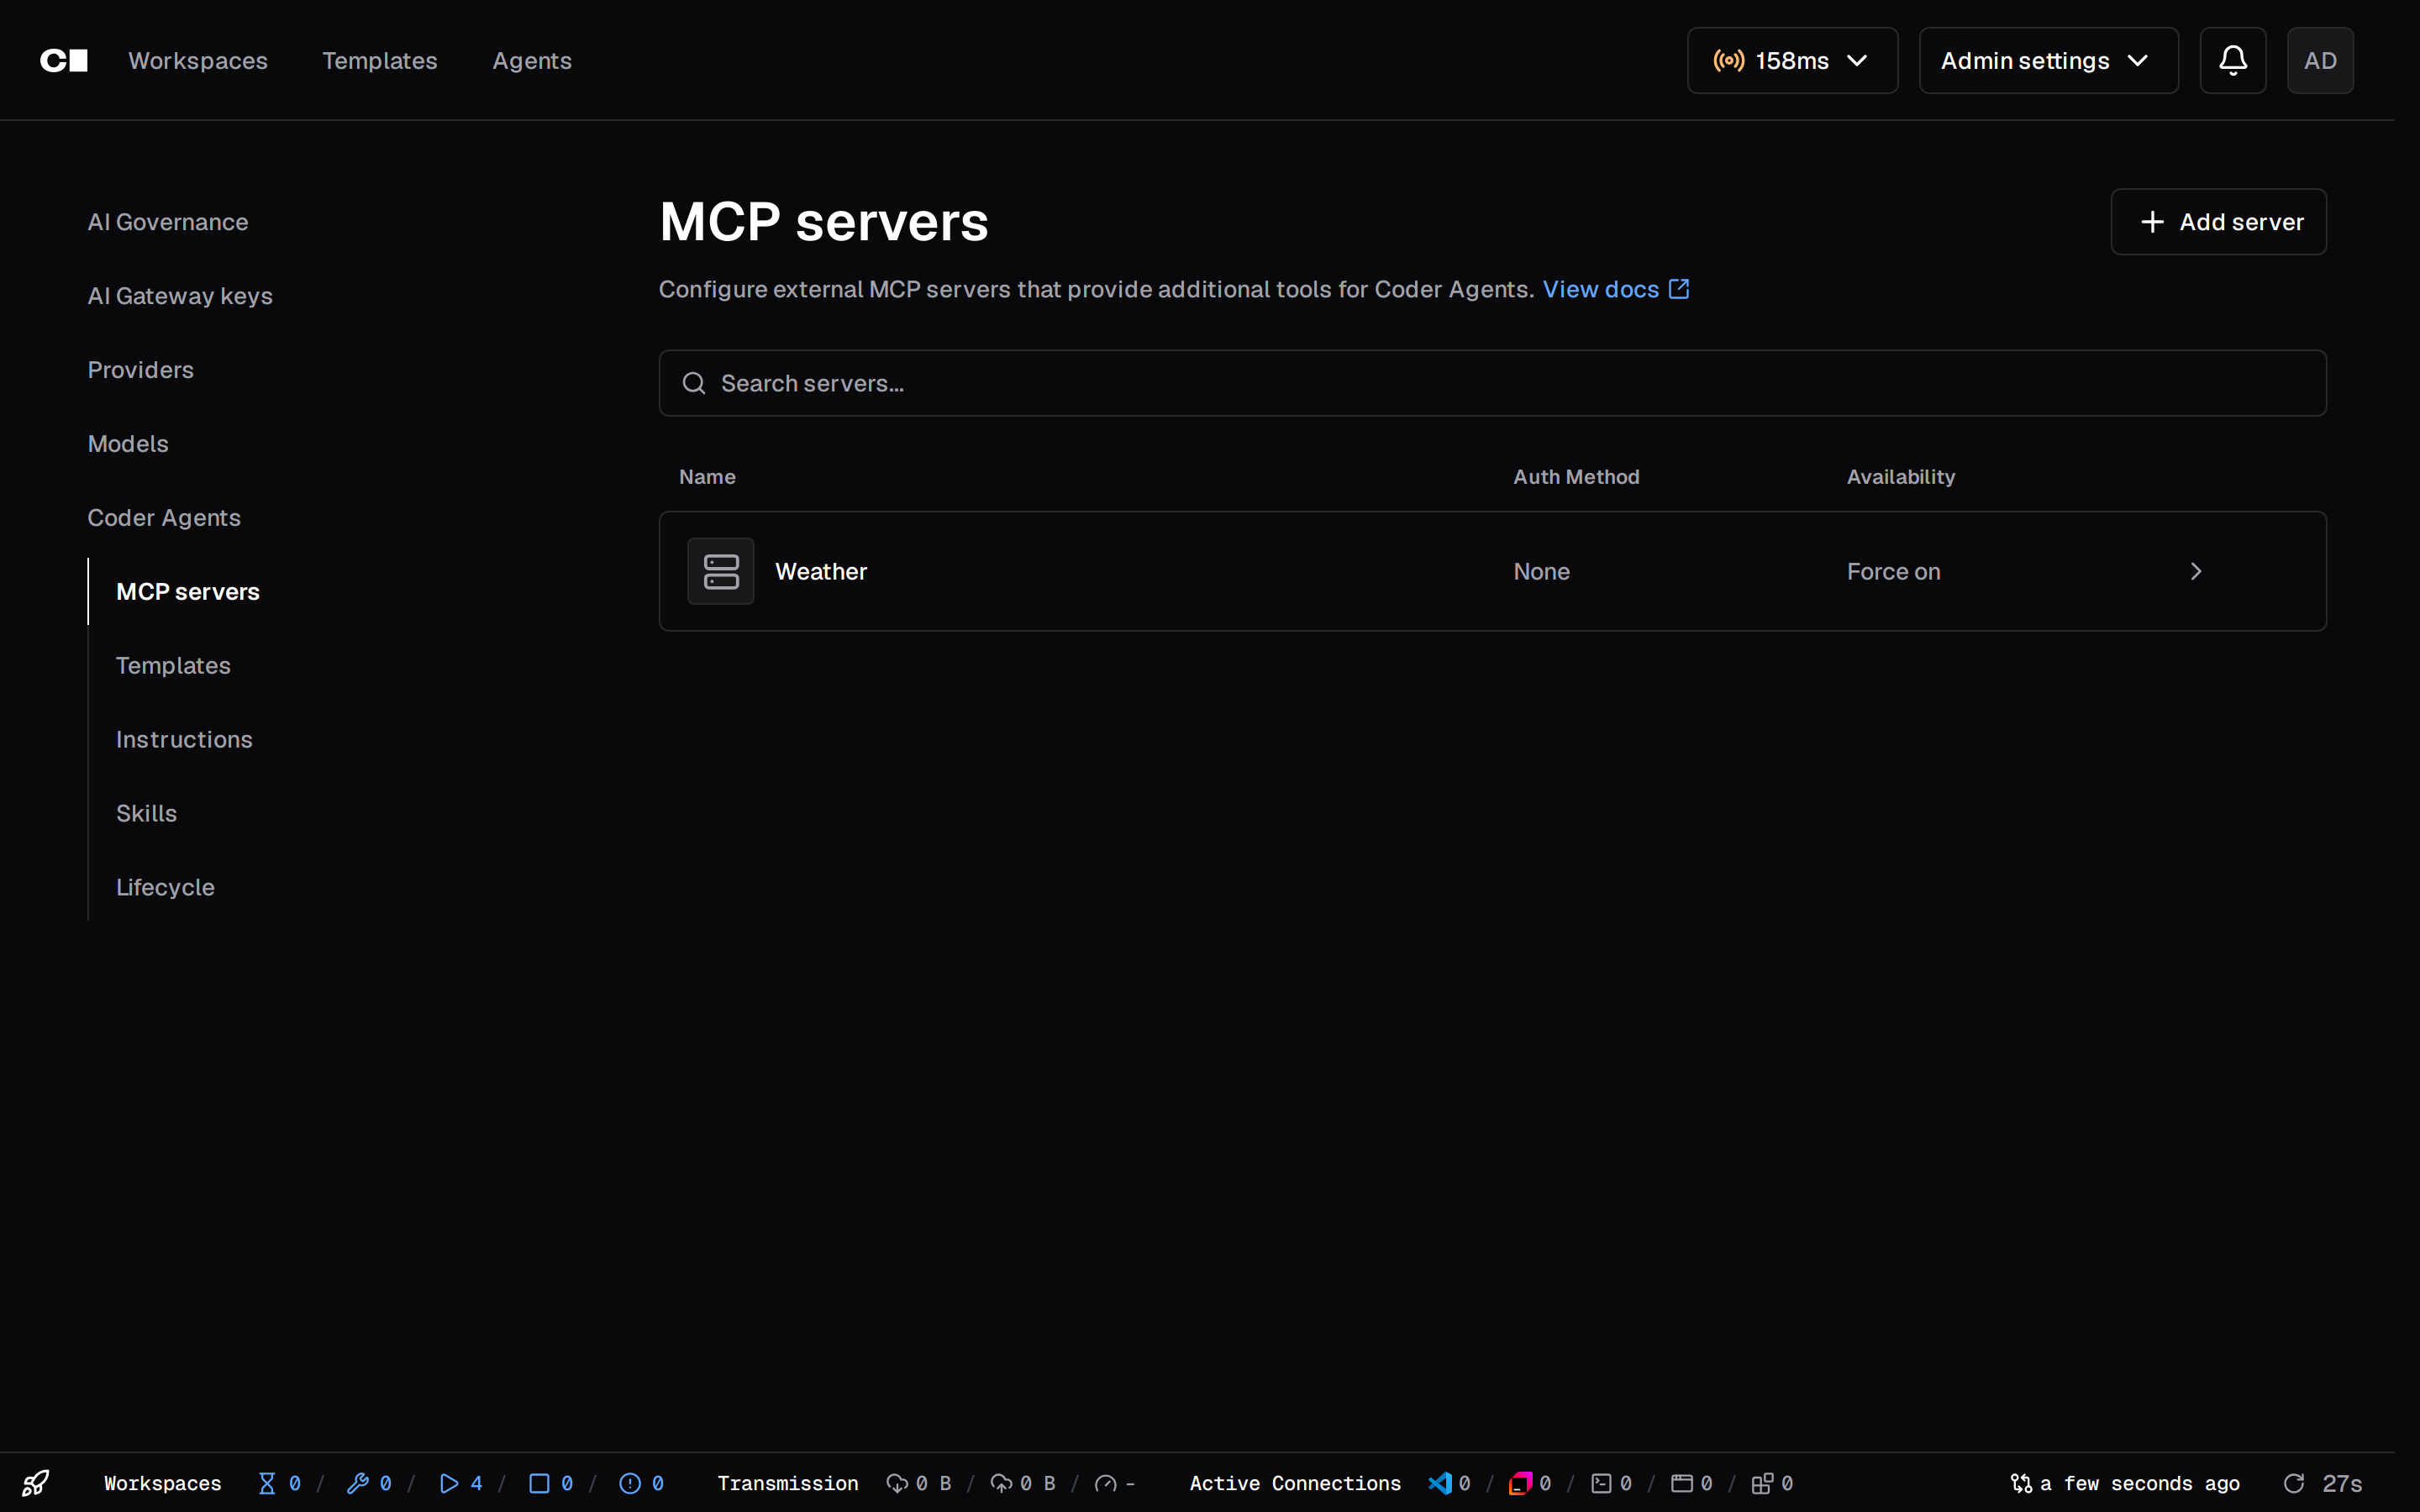 Workspaces Templates Agents 158ms Admin settings AD
AI Governance
AI Gateway keys
Providers
Models
Coder Agents
MCP servers
Templates
Instructions
Skills
Lifecycle
MCP servers
Add server
Configure external MCP servers that provide additional tools for Coder Agents. View docs
Search servers...
Name Auth Method Availability
Weather None Force on
Workspaces 0 / 0 / 4 / 0 / 0 Transmission 0 B / 0 B / - Active Connections 0 / 0 / 0 / 0 / 0 a few seconds ago 27s